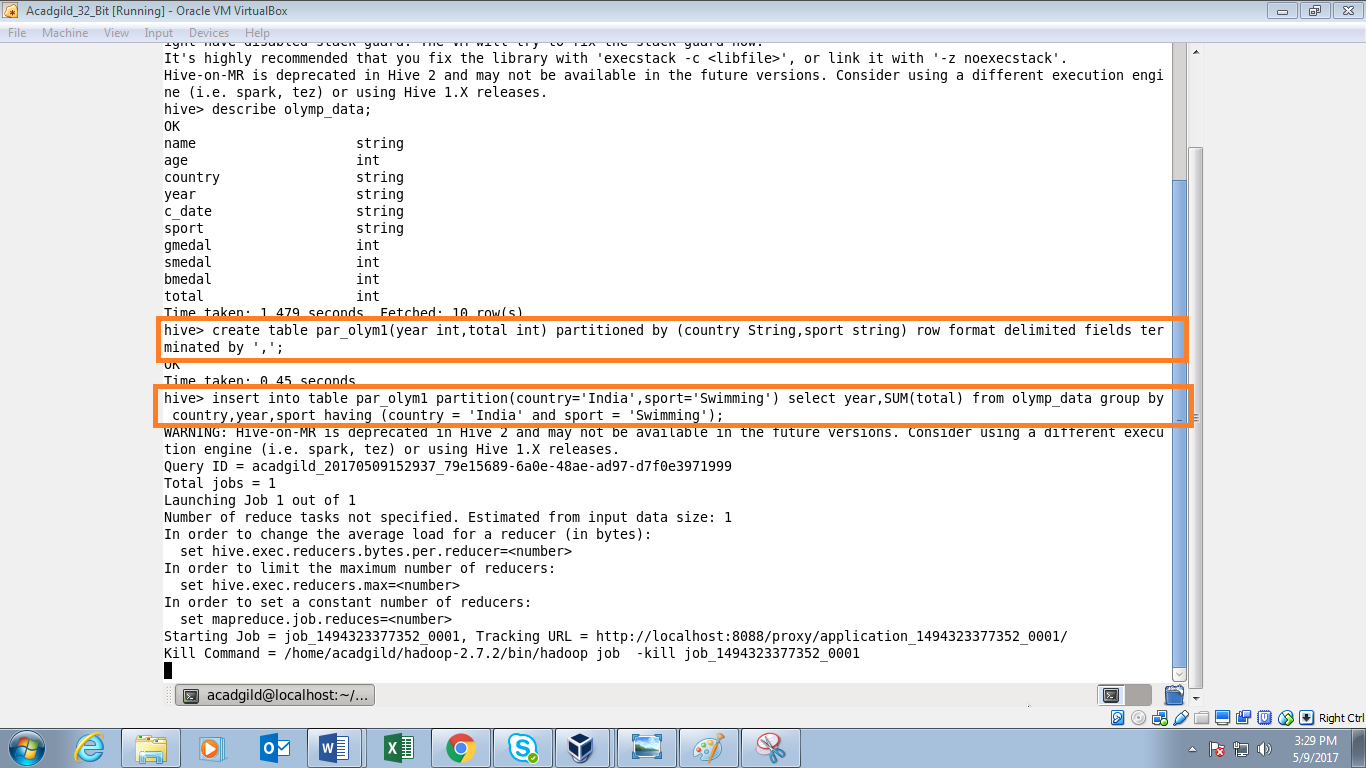 Acadgild_32_Bit [Running] - Oracle VM VirtualBox
File Machine View Input Devices Help
ight have disabled stack guard. The VM will try to fix the stack guard now.
It's highly recommended that you fix the library with 'execstack -c <libfile>', or link it with '-z noexecstack'.
Hive-on-MR is deprecated in Hive 2 and may not be available in the future versions. Consider using a different execution engi
ne (i.e. spark, tez) or using Hive 1.X releases.
hive> describe olymp_data;
OK
name string
age int
country string
year string
c_date string
sport string
gmedal int
smedal int
bmedal int
total int
Time taken: 1.479 seconds, Fetched: 10 row(s)
hive> create table par_olym1(year int,total int) partitioned by (country String,sport string) row format delimited fields ter
minated by ',';
OK
Time taken: 0.45 seconds
hive> insert into table par_olym1 partition(country='India',sport='Swimming') select year,SUM(total) from olymp_data group by
country,year,sport having (country = 'India' and sport = 'Swimming');
WARNING: Hive-on-MR is deprecated in Hive 2 and may not be available in the future versions. Consider using a different execu
tion engine (i.e. spark, tez) or using Hive 1.X releases.
Query ID = acadgild_20170509152937_79e15689-6a0e-48ae-ad97-d7f0e3971999
Total jobs = 1
Launching Job 1 out of 1
Number of reduce tasks not specified. Estimated from input data size: 1
In order to change the average load for a reducer (in bytes):
set hive.exec.reducers.bytes.per.reducer=<number>
In order to limit the maximum number of reducers:
set hive.exec.reducers.max=<number>
In order to set a constant number of reducers:
set mapreduce.job.reduces=<number>
Starting Job = job_1494323377352_0001, Tracking URL = http://localhost:8088/proxy/application_1494323377352_0001/
Kill Command = /home/acadgild/hadoop-2.7.2/bin/hadoop job  -kill job_1494323377352_0001
acadgild@localhost:~/...
Right Ctrl
3:29 PM
5/9/2017